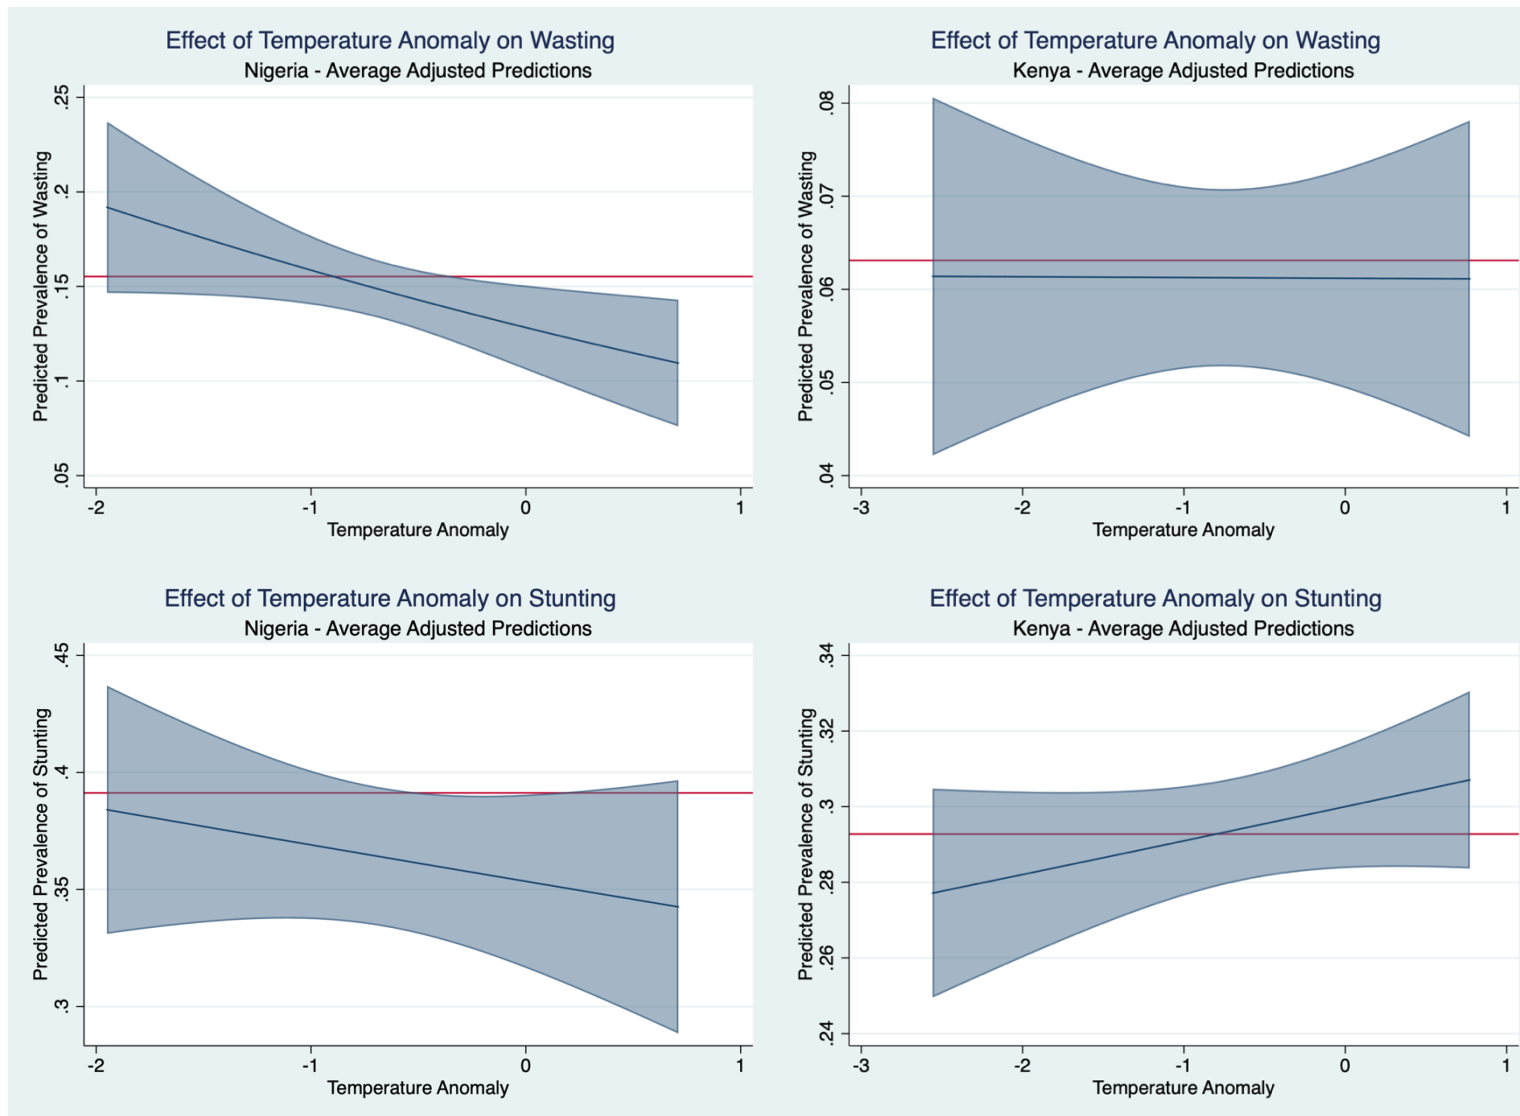 Effect of Temperature Anomaly on Wasting
Nigeria - Average Adjusted Predictions
Predicted Prevalence of Wasting
.25
.2
.15
.1
.05
-2 -1 0 1
Temperature Anomaly
Effect of Temperature Anomaly on Wasting
Kenya - Average Adjusted Predictions
Predicted Prevalence of Wasting
.08
.07
.06
.05
.04
-3 -2 -1 0 1
Temperature Anomaly
Effect of Temperature Anomaly on Stunting
Nigeria - Average Adjusted Predictions
Predicted Prevalence of Stunting
.45
.4
.35
.3
-2 -1 0 1
Temperature Anomaly
Effect of Temperature Anomaly on Stunting
Kenya - Average Adjusted Predictions
Predicted Prevalence of Stunting
.34
.32
.3
.28
.26
.24
-3 -2 -1 0 1
Temperature Anomaly